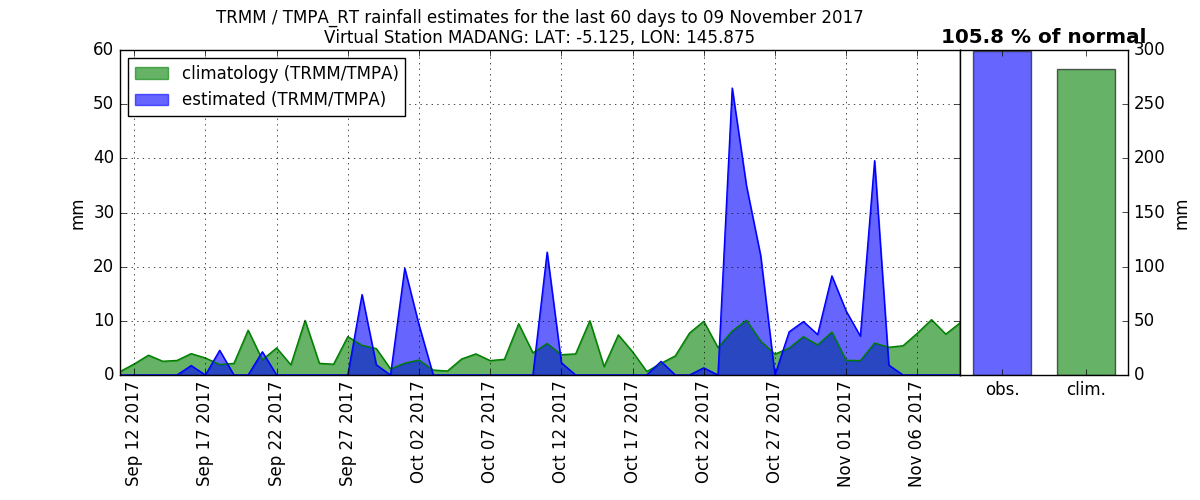 TRMM / TMPA_RT rainfall estimates for the last 60 days to 09 November 2017
Virtual Station MADANG: LAT: -5.125, LON: 145.875
105.8 % of normal
climatology (TRMM/TMPA)
estimated (TRMM/TMPA)
60
50
40
30
20
10
0
mm
300
250
200
150
100
50
0
mm
Sep 12 2017
Sep 17 2017
Sep 22 2017
Sep 27 2017
Oct 02 2017
Oct 07 2017
Oct 12 2017
Oct 17 2017
Oct 22 2017
Oct 27 2017
Nov 01 2017
Nov 06 2017
obs.
clim.